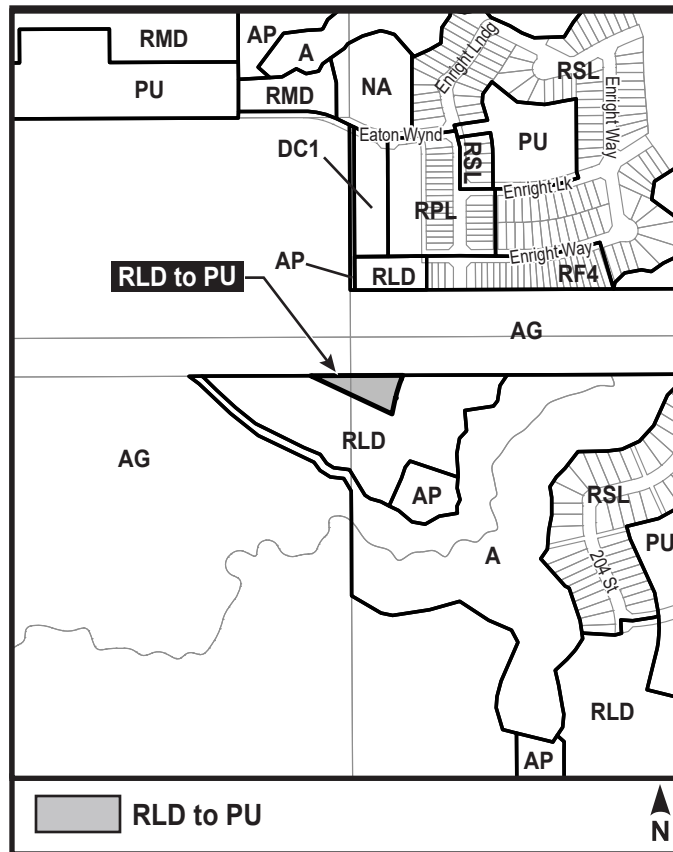 RMD
AP
A
PU
RMD
NA
Enright Lndg
RSL
Enright Way
Eaton Wynd
DC1
RSL
PU
Enright Lk
RPL
AP
RLD
Enright Way
RF4
RLD to PU
AG
RLD
AG
AP
RSL
A
PU
204 St
RLD
AP
RLD to PU
N